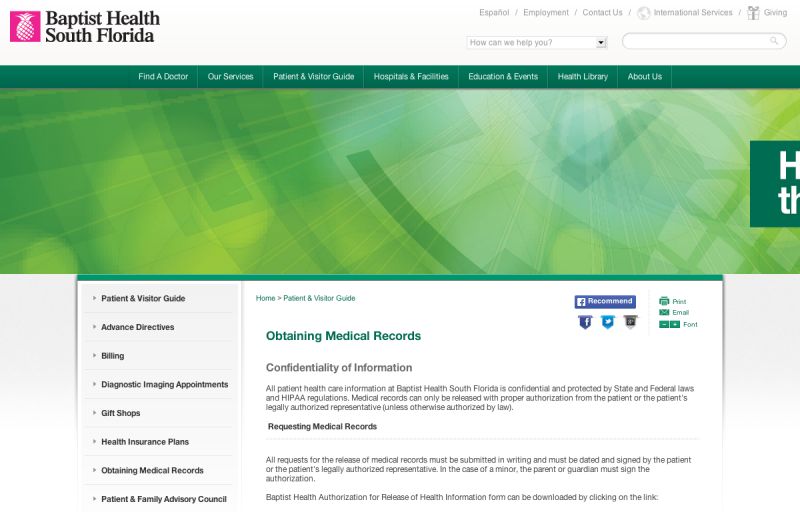 Baptist Health
South Florida
Español / Employment / Contact Us / International Services / Giving
How can we help you?
Find A Doctor Our Services Patient & Visitor Guide Hospitals & Facilities Education & Events Health Library About Us
H
th
Patient & Visitor Guide
Advance Directives
Billing
Diagnostic Imaging Appointments
Gift Shops
Health Insurance Plans
Obtaining Medical Records
Patient & Family Advisory Council
Home > Patient & Visitor Guide
Recommend
Print
Email
Font
Obtaining Medical Records
Confidentiality of Information
All patient health care information at Baptist Health South Florida is confidential and protected by State and Federal laws
and HIPAA regulations. Medical records can only be released with proper authorization from the patient or the patient's
legally authorized representative (unless otherwise authorized by law).
Requesting Medical Records
All requests for the release of medical records must be submitted in writing and must be dated and signed by the patient
or the patient's legally authorized representative. In the case of a minor, the parent or guardian must sign the
authorization.
Baptist Health Authorization for Release of Health Information form can be downloaded by clicking on the link: